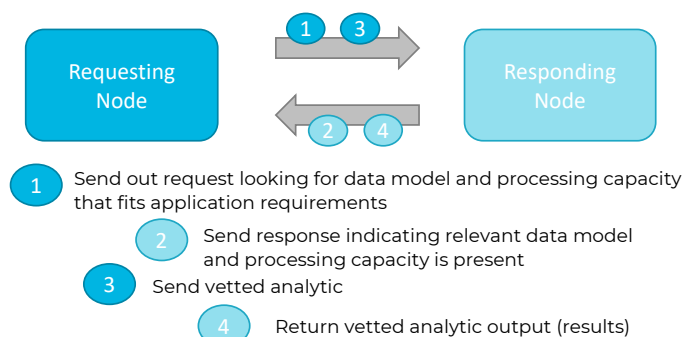 1 3
Requesting
Node
Responding
Node
2 4
1 Send out request looking for data model and processing capacity
that fits application requirements
2 Send response indicating relevant data model
and processing capacity is present
3 Send vetted analytic
4 Return vetted analytic output (results)